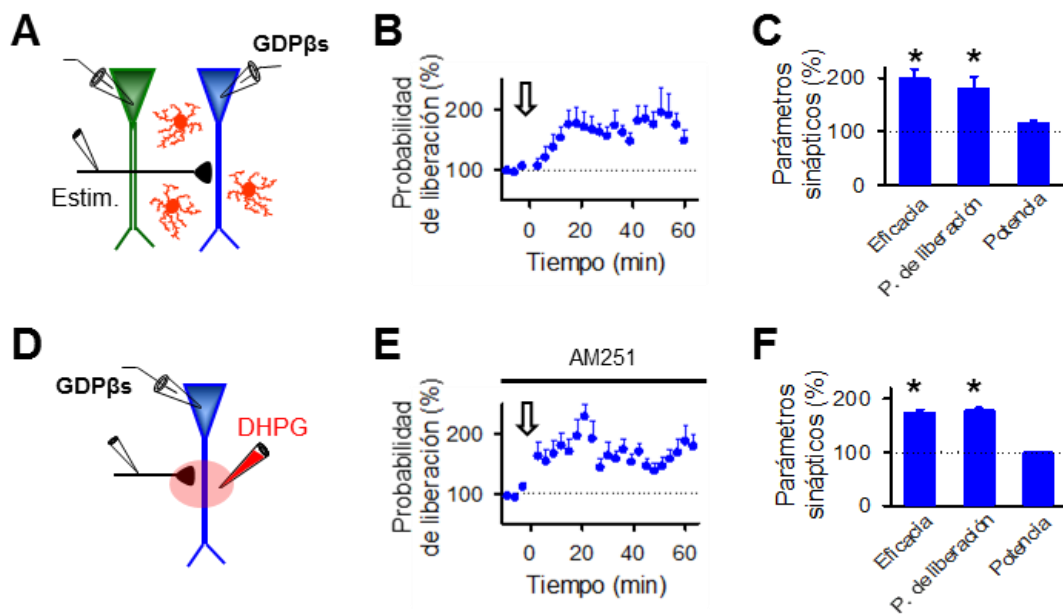 A
GDPβs
Estim.
B
Probabilidad
de liberación (%)
200
100
0
20
40
60
Tiempo (min)
C
Parámetros
sinápticos (%)
200
100
0
Eficacia
P. de liberación
Potencia
D
GDPβs
DHPG
E
AM251
Probabilidad
de liberación (%)
200
100
0
20
40
60
Tiempo (min)
F
Parámetros
sinápticos (%)
200
100
0
Eficacia
P. de liberación
Potencia